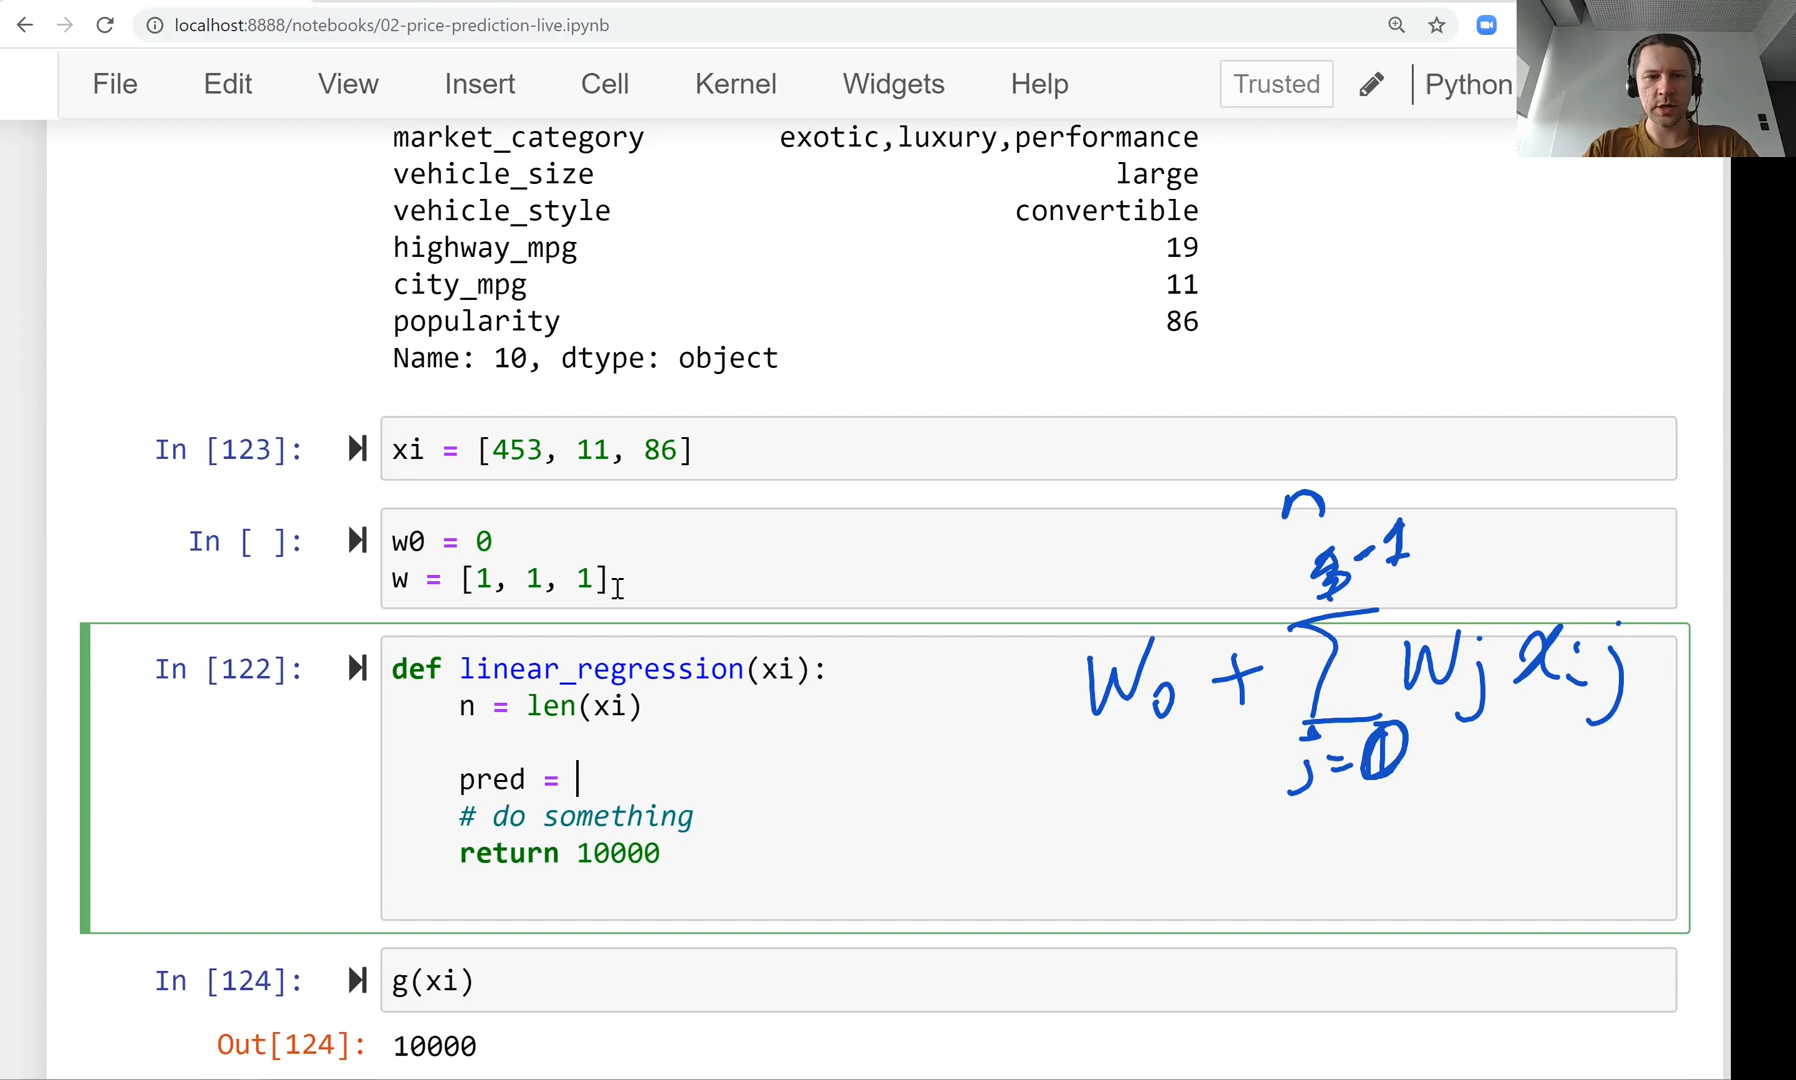 localhost:8888/notebooks/02-price-prediction-live.ipynb
File Edit View Insert Cell Kernel Widgets Help Trusted Python
market_category exotic,luxury,performance
vehicle_size large
vehicle_style convertible
highway_mpg 19
city_mpg 11
popularity 86
Name: 10, dtype: object
In [123]: xi = [453, 11, 86]
In [ ]: w0 = 0
w = [1, 1, 1]
n
-1
In [122]: def linear_regression(xi):
n = len(xi)
pred =
# do something
return 10000
W0 + ∑ Wj xij
j=
In [124]: g(xi)
Out[124]: 10000